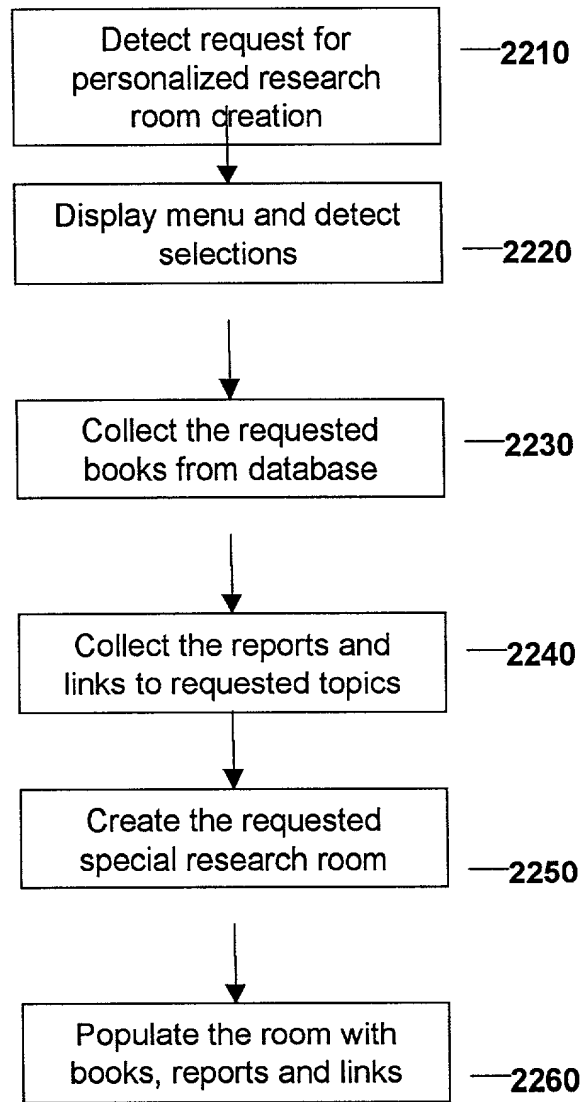 Detect request for
personalized research
room creation
2210
Display menu and detect
selections
2220
Collect the requested
books from database
2230
Collect the reports and
links to requested topics
2240
Create the requested
special research room
2250
Populate the room with
books, reports and links
2260